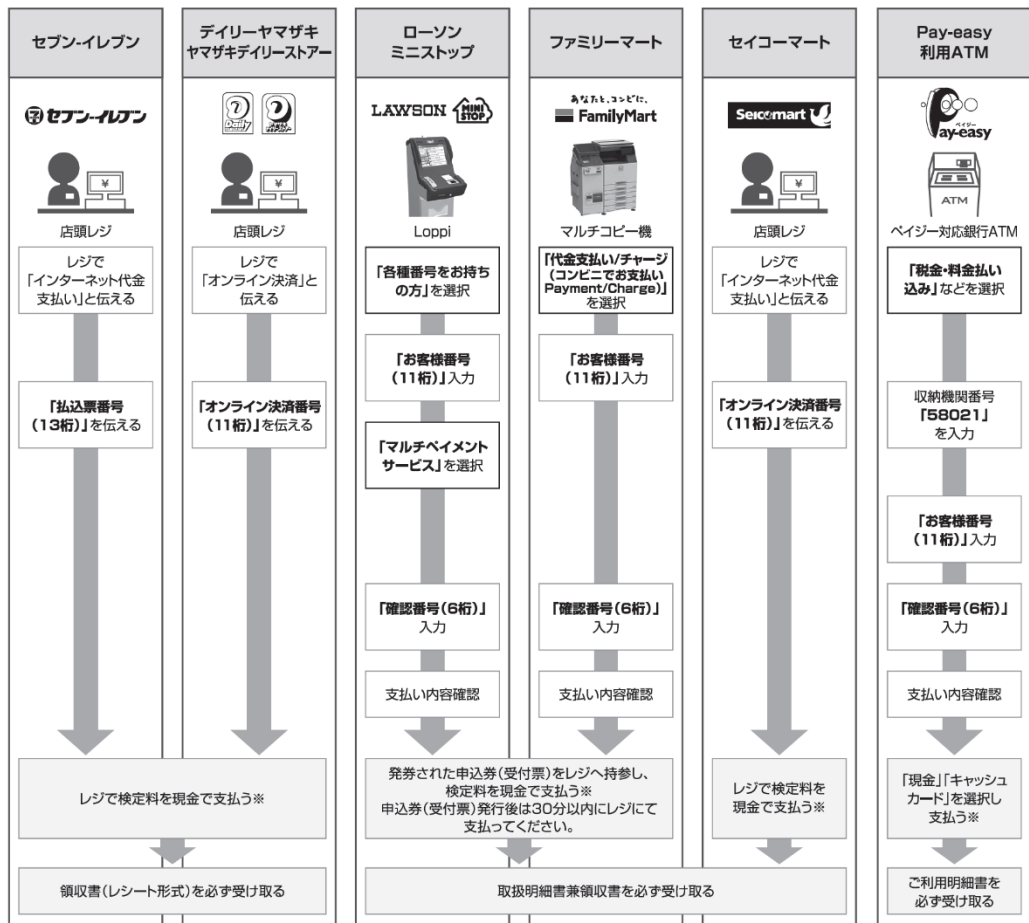 セブン-イレブン
デイリーヤマザキ
ヤマザキデイリーストアー
ローソン
ミニストップ
ファミリーマート
セイコーマート
Pay-easy
利用ATM
セブン-イレブン
Daily
LAWSON
MINI
STOP
あなたと、コンビに、
FamilyMart
Seicomart
ペイジー
Pay-easy
¥
¥
¥
ATM
店頭レジ
店頭レジ
Loppi
マルチコピー機
店頭レジ
ペイジー対応銀行ATM
レジで
「インターネット代金
支払い」と伝える
レジで
「オンライン決済」と
伝える
「各種番号をお持ち
の方」を選択
「代金支払い/チャージ
(コンビニでお支払い
Payment/Charge)」
を選択
レジで
「インターネット代金
支払い」と伝える
「税金・料金払い
込み」などを選択
「お客様番号
(11桁)」入力
「お客様番号
(11桁)」入力
「払込票番号
(13桁)」を伝える
「オンライン決済番号
(11桁)」を伝える
「マルチペイメント
サービス」を選択
「オンライン決済番号
(11桁)」を伝える
収納機関番号
「58021」
を入力
「お客様番号
(11桁)」入力
「確認番号(6桁)」
入力
「確認番号(6桁)」
入力
「確認番号(6桁)」
入力
支払い内容確認
支払い内容確認
支払い内容確認
レジで検定料を現金で支払う※
発券された申込券(受付票)をレジへ持参し、
検定料を現金で支払う※
申込券(受付票)発行後は30分以内にレジにて
支払ってください。
レジで検定料を
現金で支払う※
「現金」「キャッシュ
カード」を選択し
支払う※
領収書(レシート形式)を必ず受け取る
取扱明細書兼領収書を必ず受け取る
ご利用明細書を
必ず受け取る